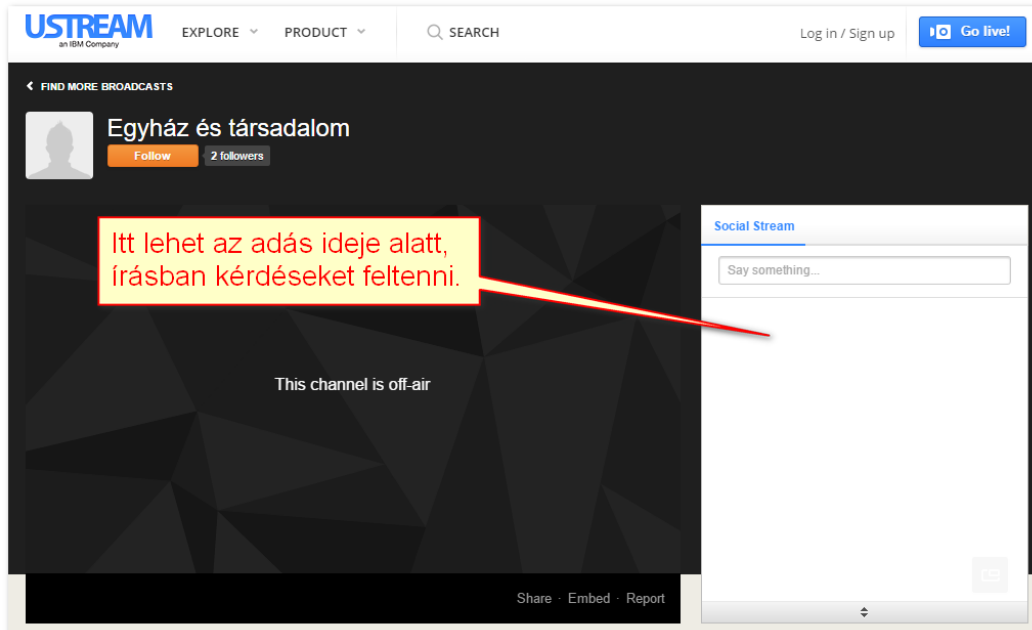 USTREAM
an IBM Company
EXPLORE
PRODUCT
SEARCH
Log in / Sign up
Go live!
FIND MORE BROADCASTS
Egyház és társadalom
Follow
2 followers
Itt lehet az adás ideje alatt,
írásban kérdéseket feltenni.
This channel is off-air
Share · Embed · Report
Social Stream
Say something...